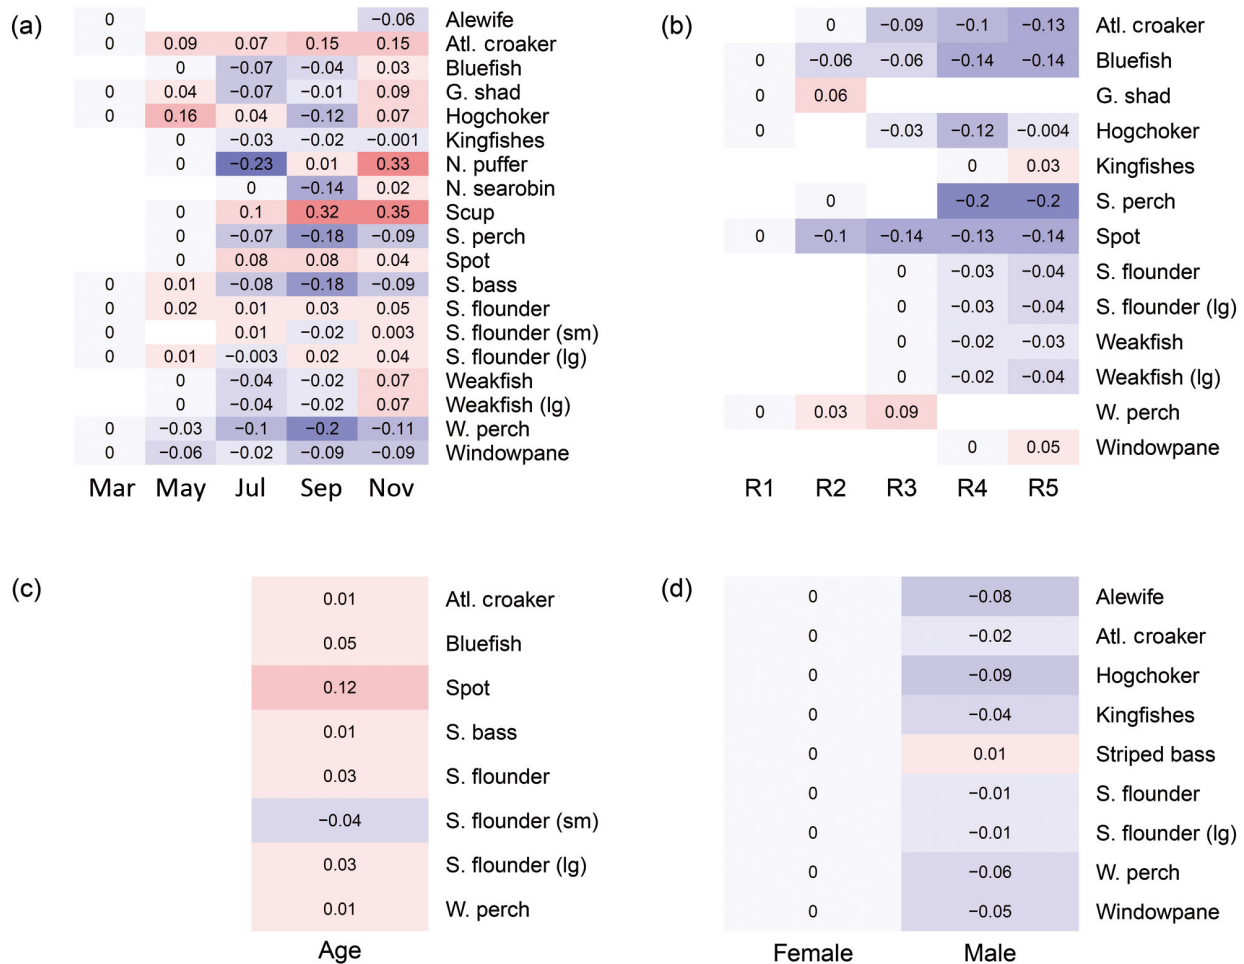 (a)
0 −0.06 Alewife
0 0.09 0.07 0.15 0.15 Atl. croaker
0 −0.07 −0.04 0.03 Bluefish
0 0.04 −0.07 −0.01 0.09 G. shad
0 0.16 0.04 −0.12 0.07 Hogchoker
0 −0.03 −0.02 −0.001 Kingfishes
0 −0.23 0.01 0.33 N. puffer
0 −0.14 0.02 N. searobin
0 0.1 0.32 0.35 Scup
0 −0.07 −0.18 −0.09 S. perch
0 0.08 0.08 0.04 Spot
0 0.01 −0.08 −0.18 −0.09 S. bass
0 0.02 0.01 0.03 0.05 S. flounder
0 0.01 −0.02 0.003 S. flounder (sm)
0 0.01 −0.003 0.02 0.04 S. flounder (lg)
0 −0.04 −0.02 0.07 Weakfish
0 −0.04 −0.02 0.07 Weakfish (lg)
0 −0.03 −0.1 −0.2 −0.11 W. perch
0 −0.06 −0.02 −0.09 −0.09 Windowpane
Mar May Jul Sep Nov
(b)
0 −0.09 −0.1 −0.13 Atl. croaker
0 −0.06 −0.06 −0.14 −0.14 Bluefish
0 0.06 G. shad
0 −0.03 −0.12 −0.004 Hogchoker
0 0.03 Kingfishes
0 −0.2 −0.2 S. perch
0 −0.1 −0.14 −0.13 −0.14 Spot
0 −0.03 −0.04 S. flounder
0 −0.03 −0.04 S. flounder (lg)
0 −0.02 −0.03 Weakfish
0 −0.02 −0.04 Weakfish (lg)
0 0.03 0.09 W. perch
0 0.05 Windowpane
R1 R2 R3 R4 R5
(c)
0.01 Atl. croaker
0.05 Bluefish
0.12 Spot
0.01 S. bass
0.03 S. flounder
−0.04 S. flounder (sm)
0.03 S. flounder (lg)
0.01 W. perch
Age
(d)
0 −0.08 Alewife
0 −0.02 Atl. croaker
0 −0.09 Hogchoker
0 −0.04 Kingfishes
0 0.01 Striped bass
0 −0.01 S. flounder
0 −0.01 S. flounder (lg)
0 −0.06 W. perch
0 −0.05 Windowpane
Female Male